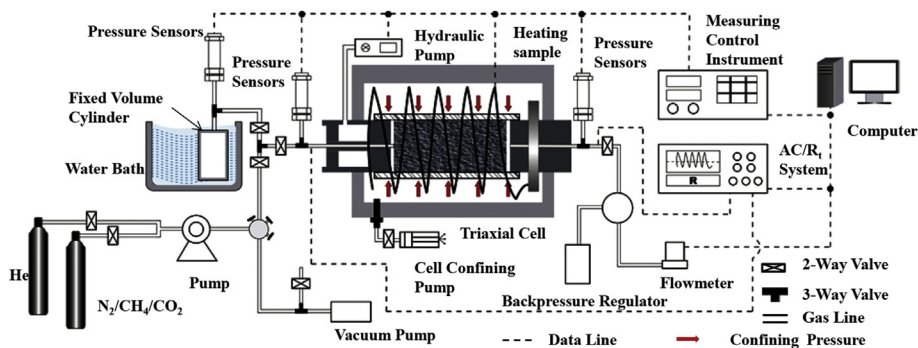 Pressure Sensors
Pressure
Sensors
Fixed Volume
Cylinder
Water Bath
Hydraulic
Pump
Heating
sample
Pressure
Sensors
Measuring
Control
Instrument
Computer
AC/Rt
System
R
He
N2/CH4/CO2
Pump
Vacuum Pump
Triaxial Cell
Cell Confining
Pump
Backpressure Regulator
Flowmeter
2-Way Valve
3-Way Valve
Gas Line
Data Line
Confining Pressure